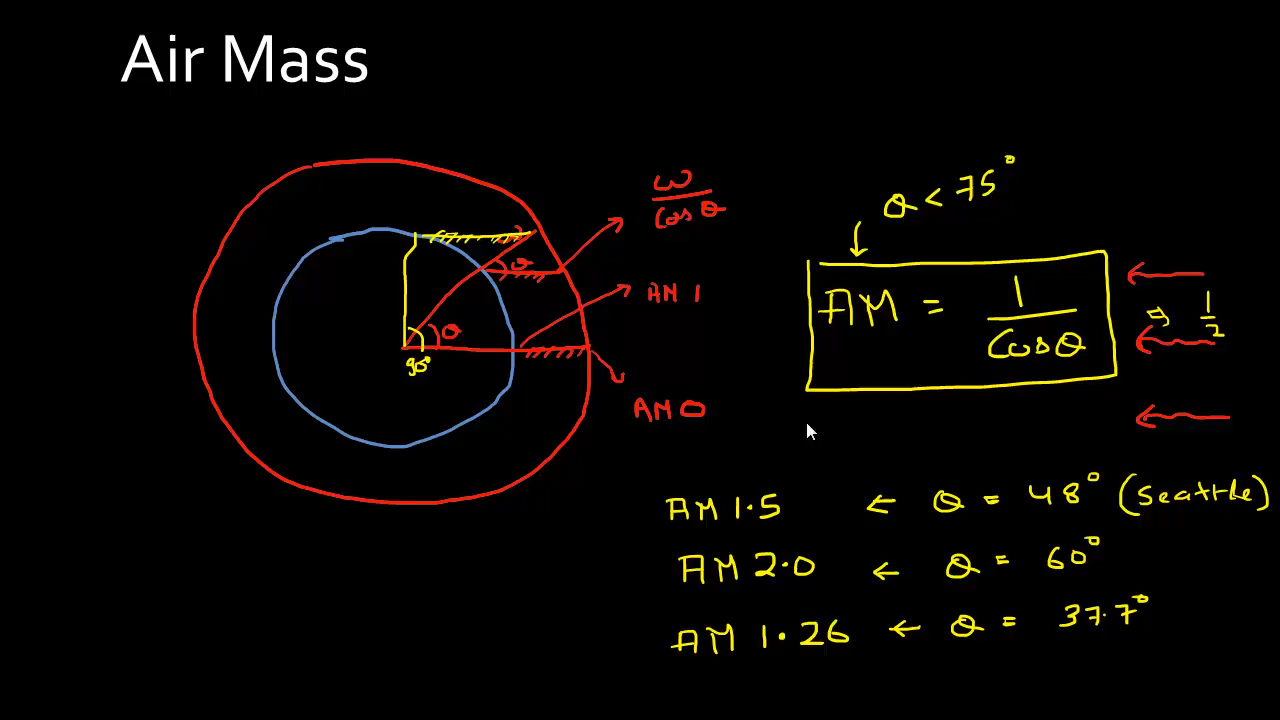 Air Mass
θ < 75°
ω
cos θ
AM 1
AM 0
θ
θ
90°
AM = 1
cos θ
⇒ 1
2
AM 1.5 ← θ = 48° (Seattle)
AM 2.0 ← θ = 60°
AM 1.26 ← θ = 37.7°